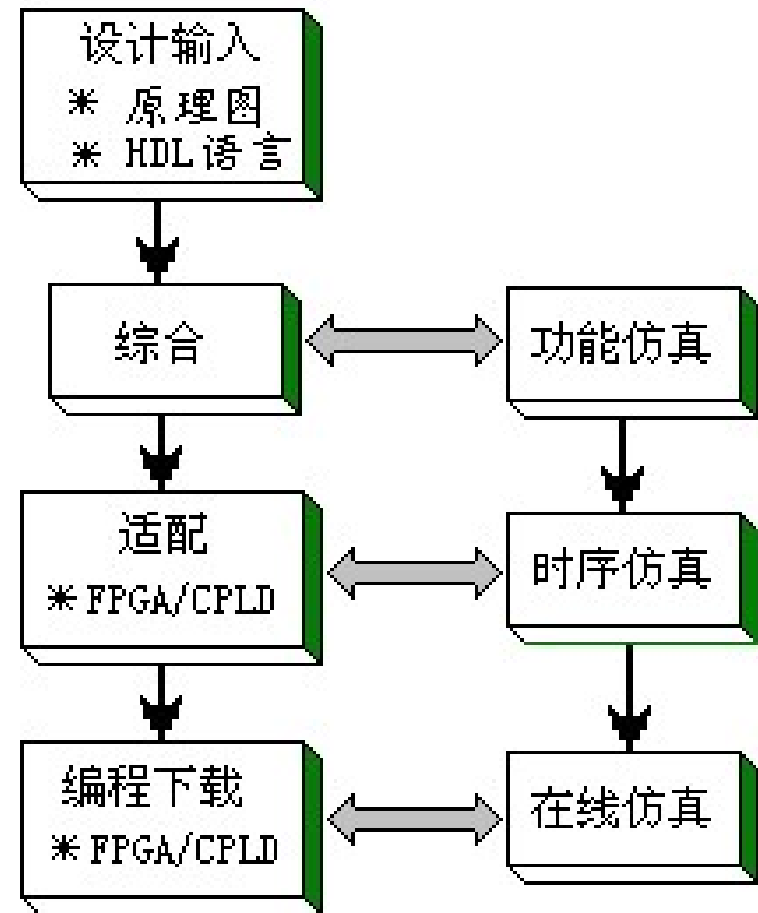 设计输入
* 原理图
* HDL语言
综合
功能仿真
适配
* FPGA/CPLD
时序仿真
编程下载
* FPGA/CPLD
在线仿真